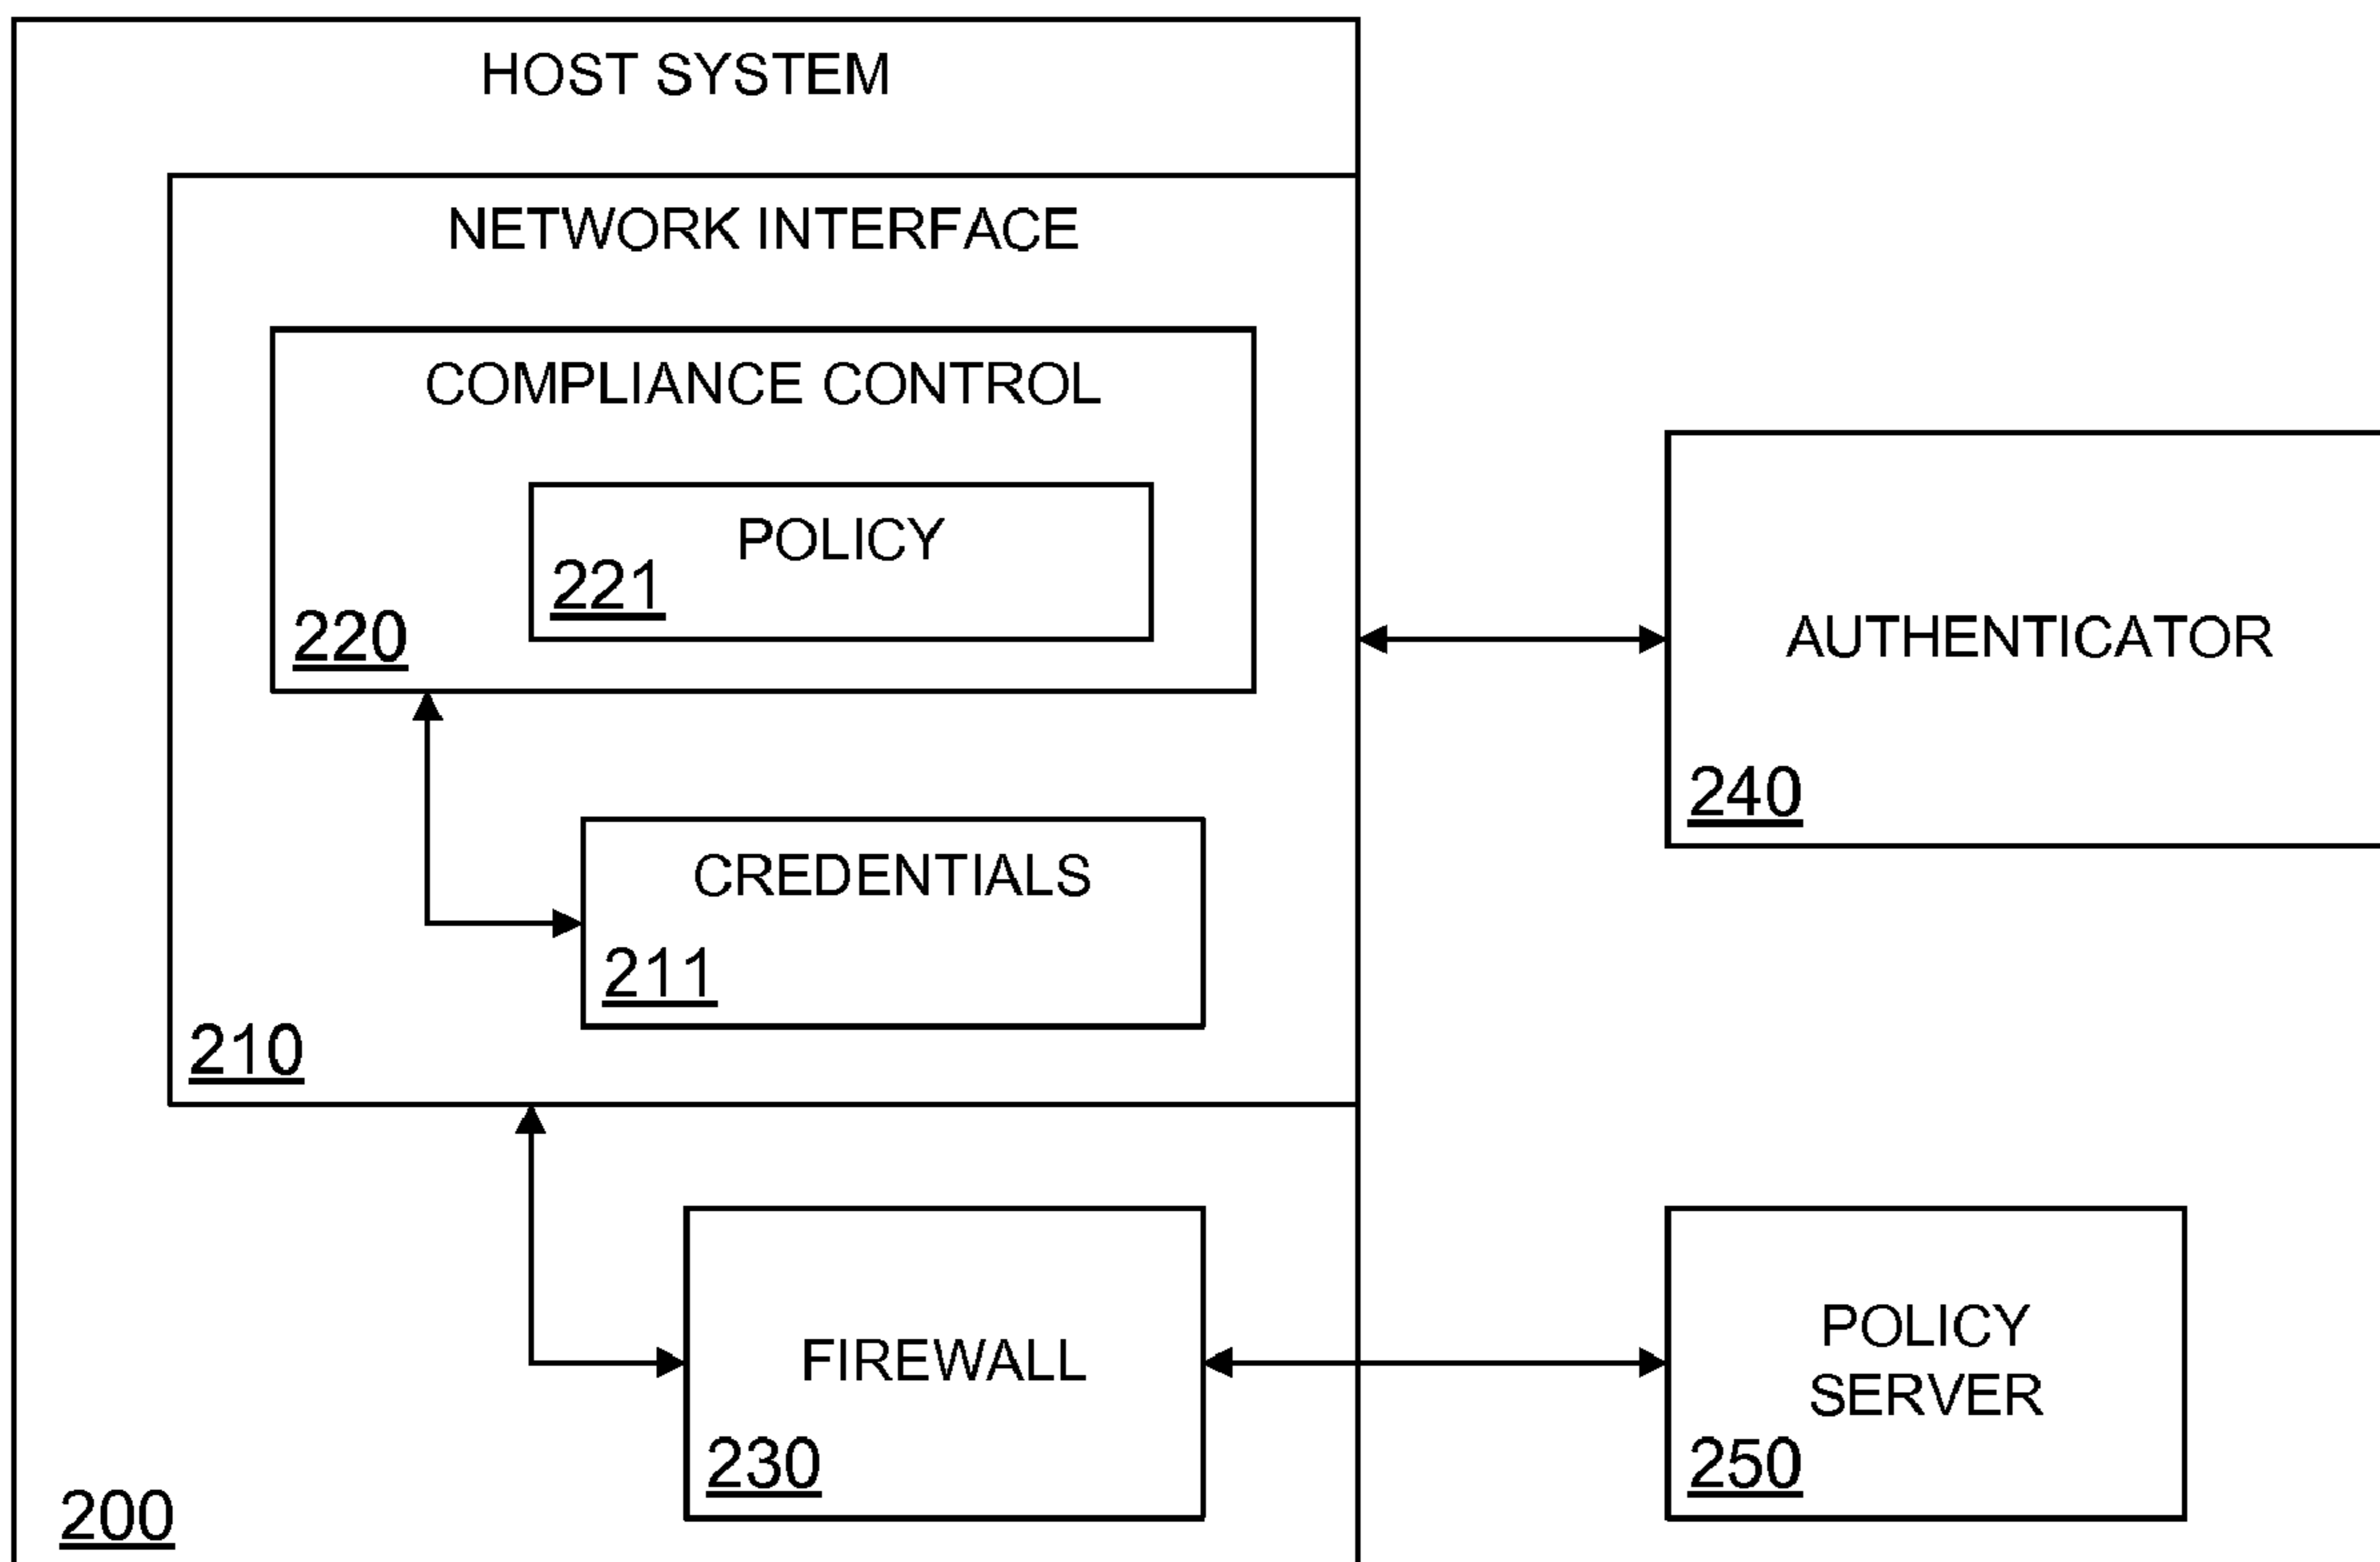 HOST SYSTEM
NETWORK INTERFACE
COMPLIANCE CONTROL
POLICY
221
220
AUTHENTICATOR
240
CREDENTIALS
211
210
FIREWALL
230
POLICY
SERVER
250
200